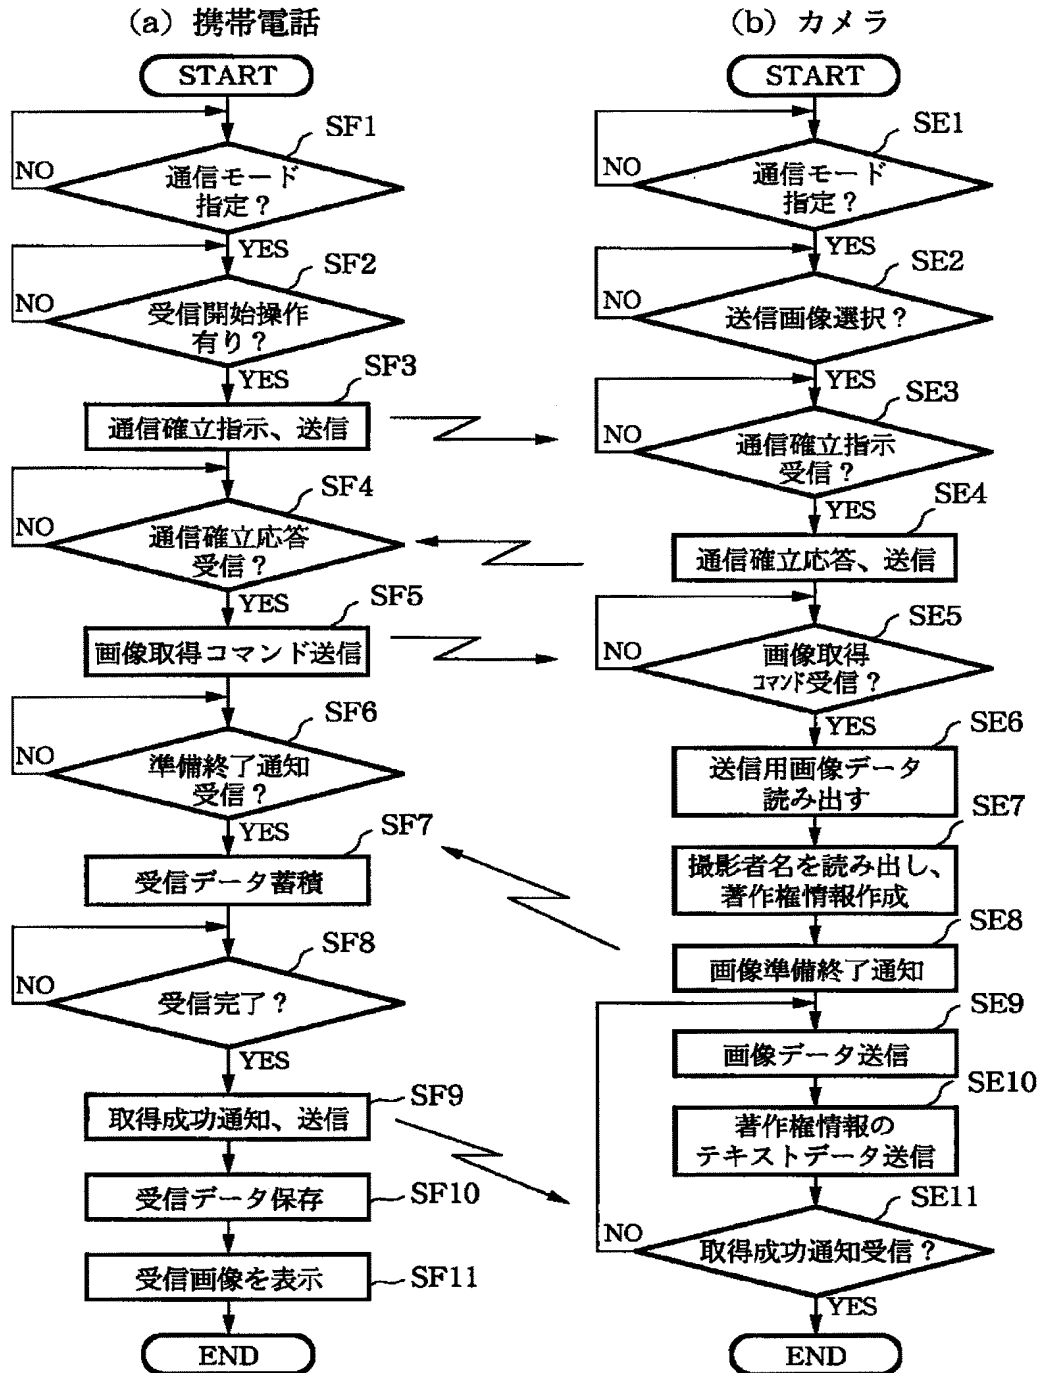 (a) 携帯電話
START
SF1
通信モード
指定？
NO
YES
SF2
受信開始操作
有り？
NO
YES
SF3
通信確立指示、送信
SF4
通信確立応答
受信？
NO
YES
SF5
画像取得コマンド送信
SF6
準備終了通知
受信？
NO
YES
SF7
受信データ蓄積
SF8
受信完了？
NO
YES
SF9
取得成功通知、送信
SF10
受信データ保存
SF11
受信画像を表示
END
(b) カメラ
START
SE1
通信モード
指定？
NO
YES
SE2
送信画像選択？
NO
YES
SE3
通信確立指示
受信？
NO
YES
SE4
通信確立応答、送信
SE5
画像取得
コマンド受信？
NO
YES
SE6
送信用画像データ
読み出す
SE7
撮影者名を読み出し、
著作権情報作成
SE8
画像準備終了通知
SE9
画像データ送信
SE10
著作権情報の
テキストデータ送信
SE11
取得成功通知受信？
NO
YES
END